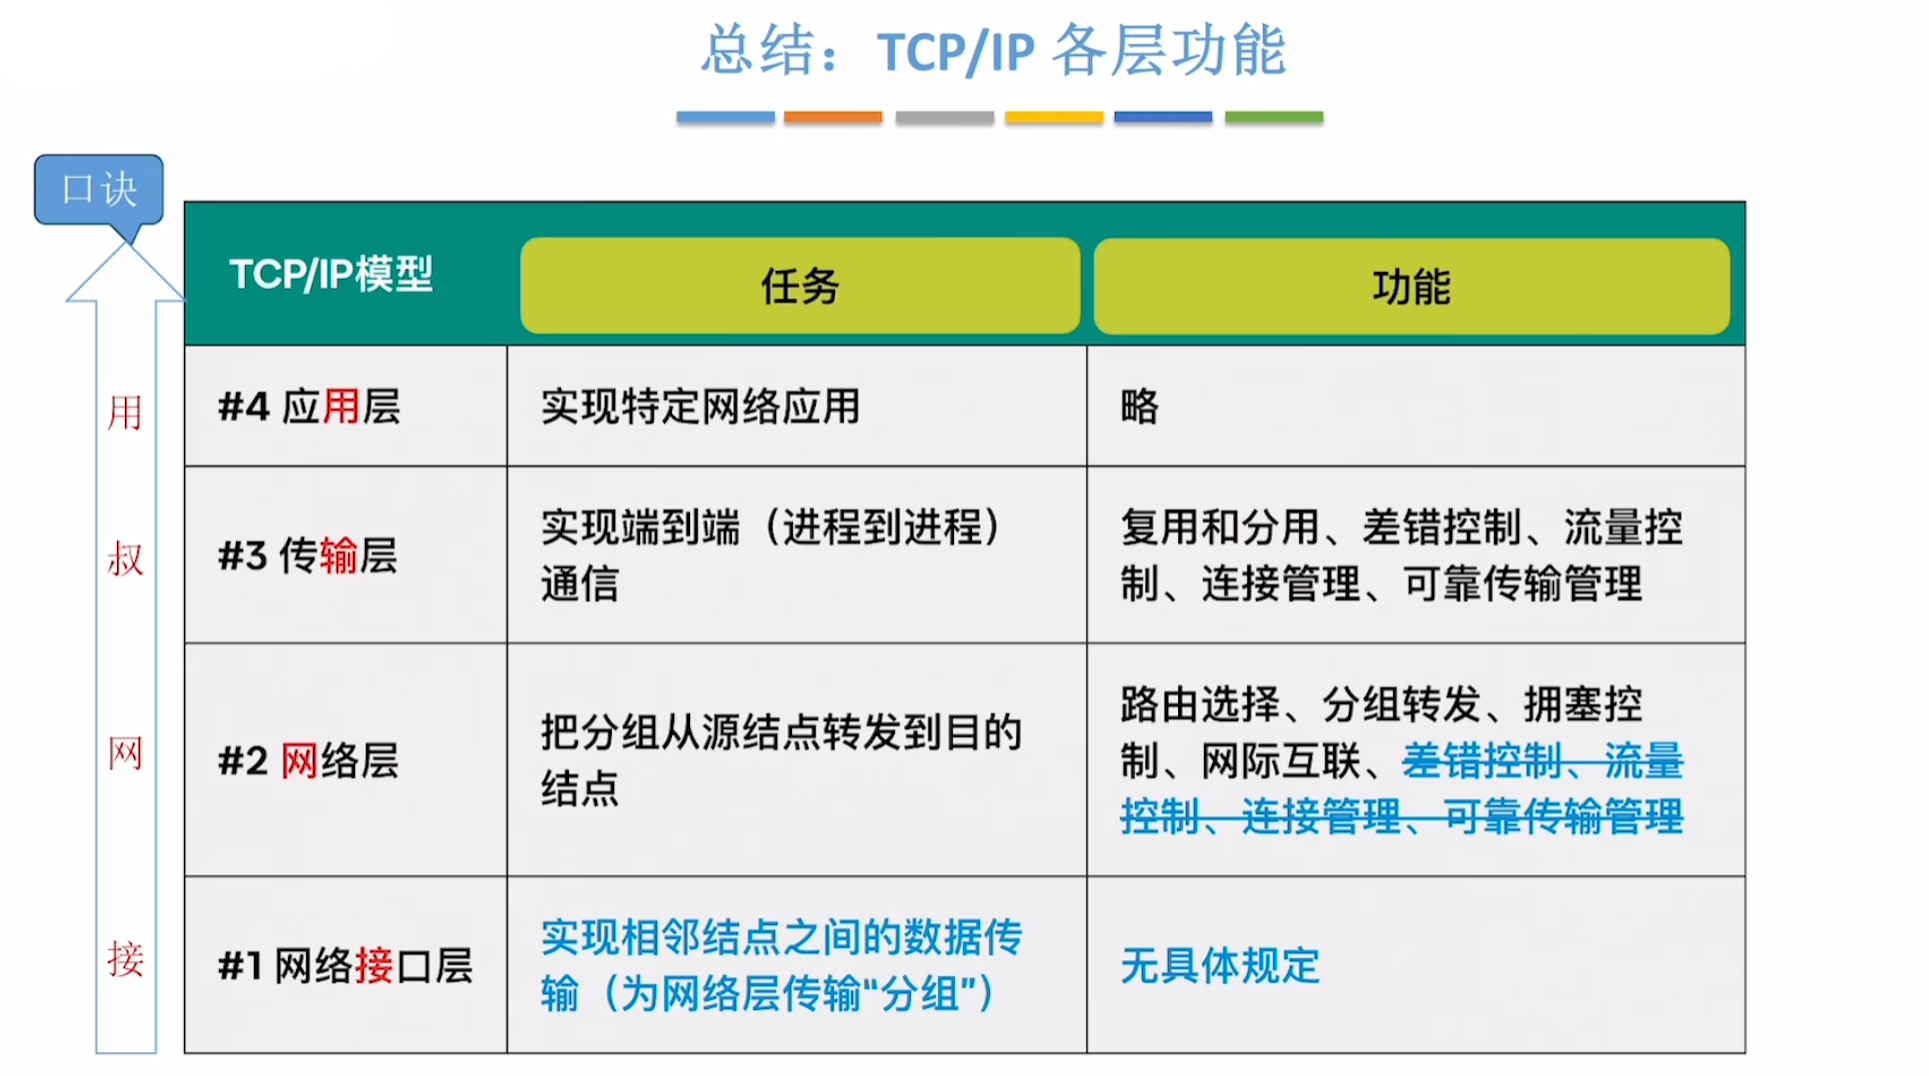 总结：TCP/IP 各层功能
口诀
TCP/IP模型
任务
功能
用
#4 应用层
实现特定网络应用
略
叔
#3 传输层
实现端到端（进程到进程）
通信
复用和分用、差错控制、流量控
制、连接管理、可靠传输管理
网
#2 网络层
把分组从源结点转发到目的
结点
路由选择、分组转发、拥塞控
制、网际互联、差错控制、流量
控制、连接管理、可靠传输管理
接
#1 网络接口层
实现相邻结点之间的数据传
输（为网络层传输“分组”）
无具体规定